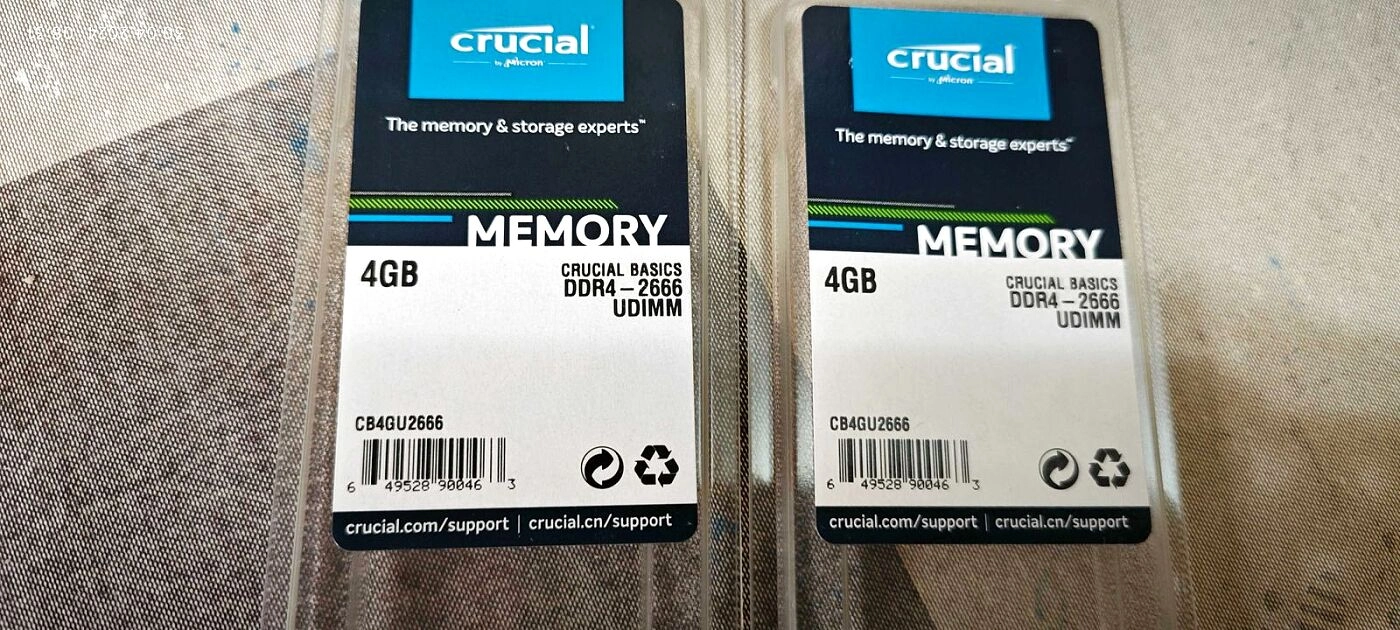 crucial
by Micron
The memory & storage experts™
MEMORY
4GB
CRUCIAL BASICS
DDR4-2666
UDIMM
CB4GU2666
6 49528 90046 3
crucial.com/support | crucial.cn/support
crucial
by Micron
The memory & storage experts™
MEMORY
4GB
CRUCIAL BASICS
DDR4-2666
UDIMM
CB4GU2666
6 49528 90046 3
crucial.com/support | crucial.cn/support